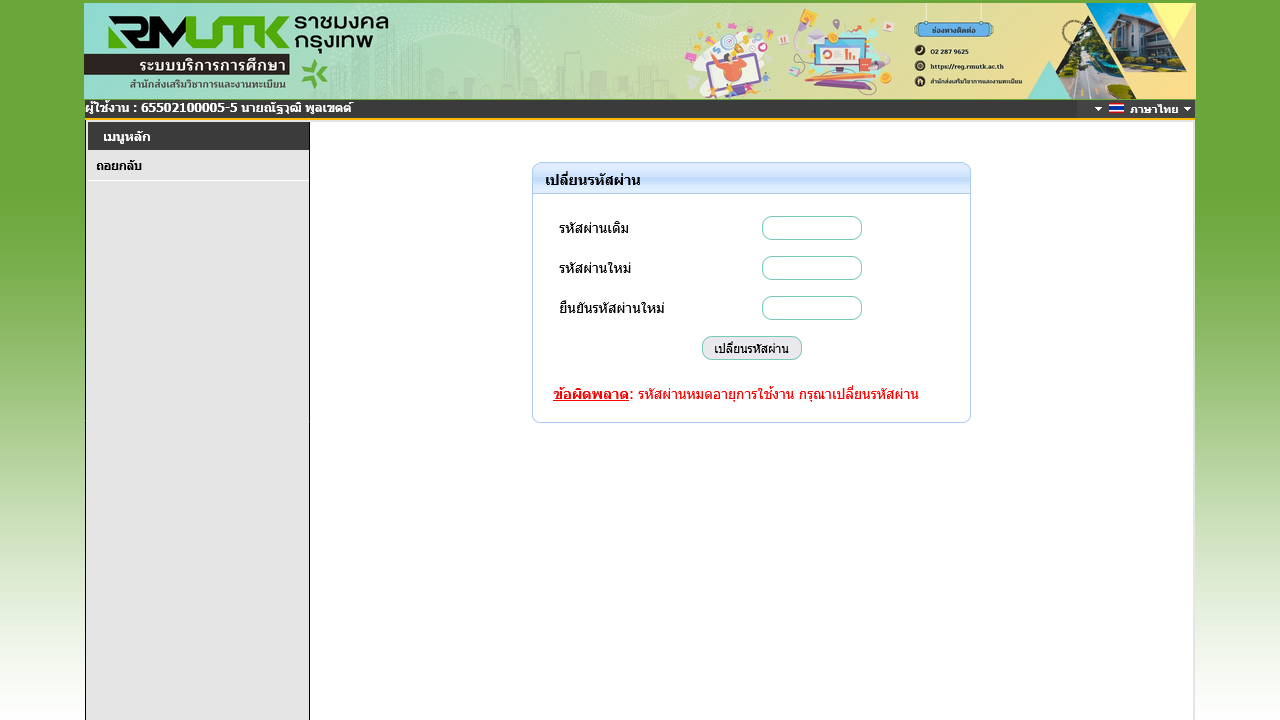 RMUTK ราชมงคล
กรุงเทพ
ระบบบริการการศึกษา
สำนักส่งเสริมวิชาการและงานทะเบียน
ช่องทางติดต่อ
02 287 9625
https://reg.rmutk.ac.th
สำนักส่งเสริมวิชาการและงานทะเบียน
ผู้ใช้งาน : 65502100005-5 นายณัฐวุฒิ พูลเขตต์
ภาษาไทย
เมนูหลัก
ถอยกลับ
เปลี่ยนรหัสผ่าน
รหัสผ่านเดิม
รหัสผ่านใหม่
ยืนยันรหัสผ่านใหม่
เปลี่ยนรหัสผ่าน
ข้อผิดพลาด: รหัสผ่านหมดอายุการใช้งาน กรุณาเปลี่ยนรหัสผ่าน